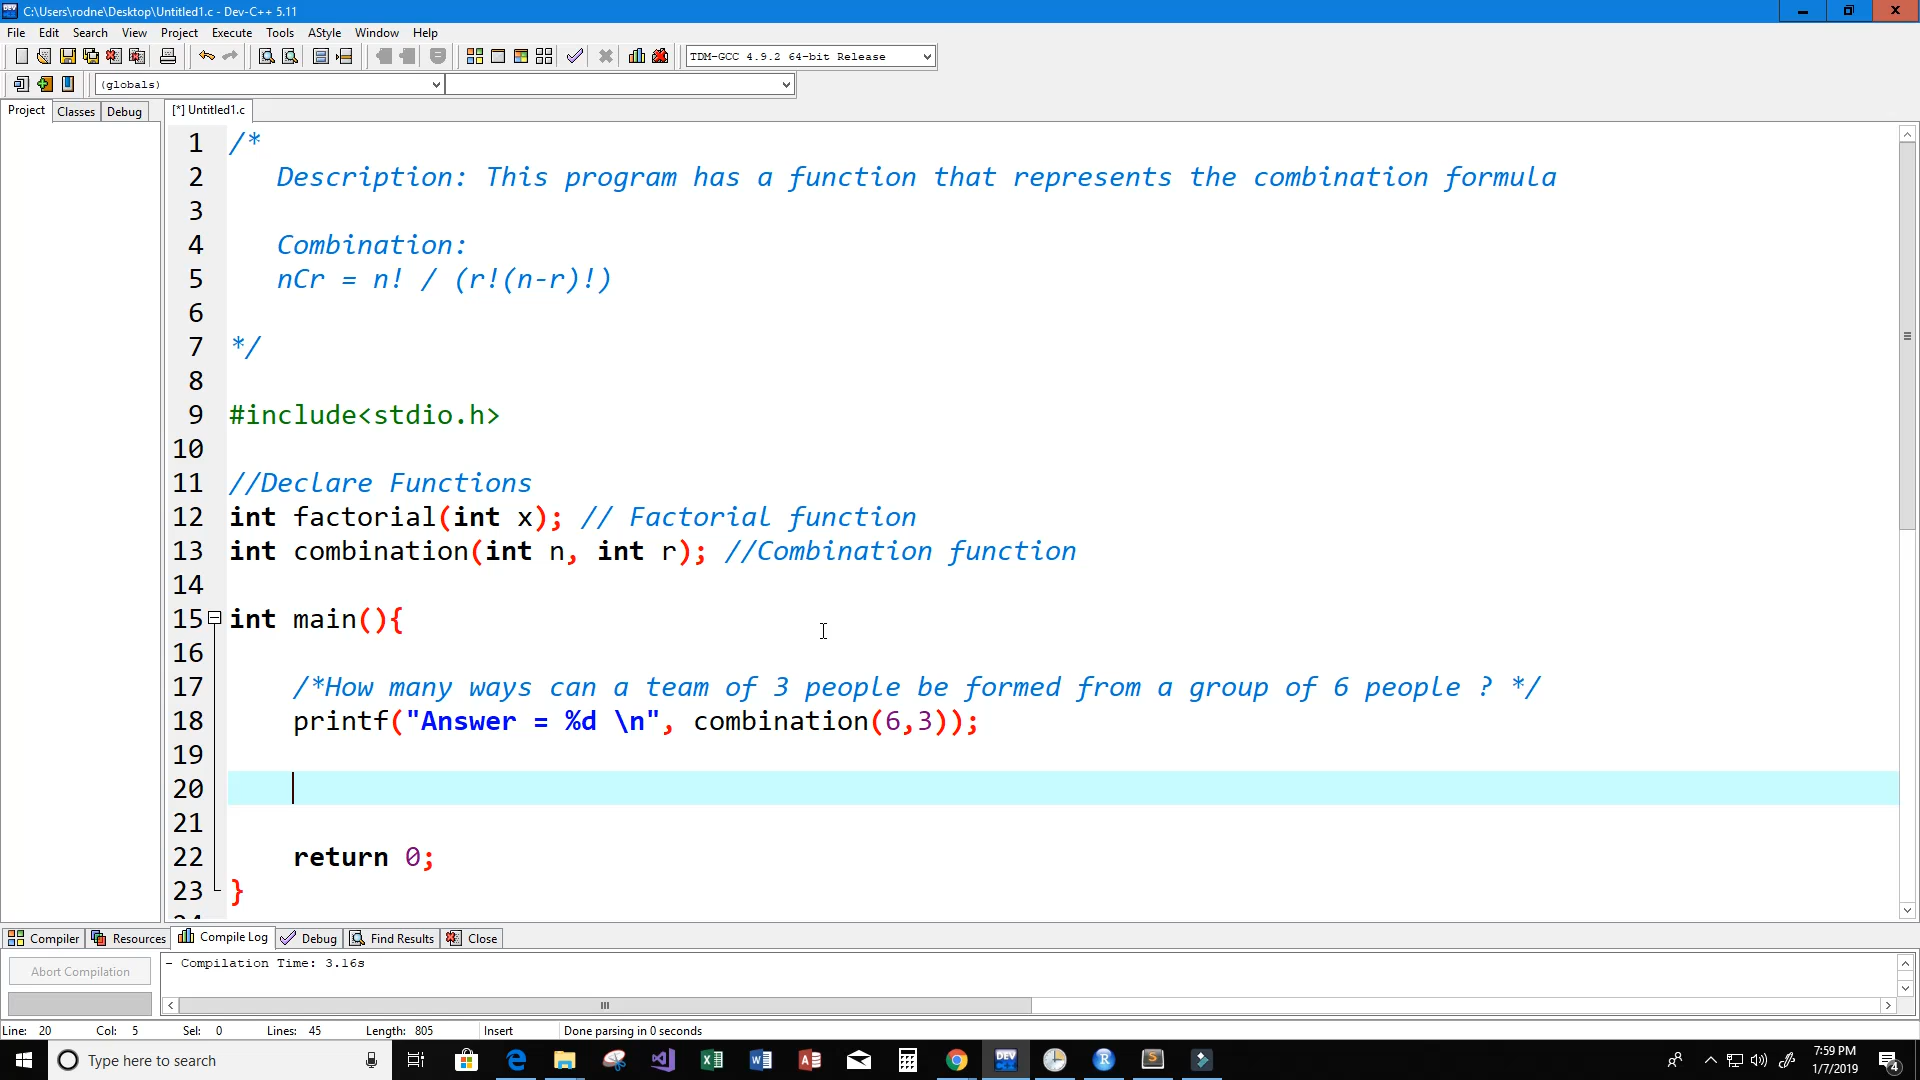 C:\Users\rodne\Desktop\Untitled1.c - Dev-C++ 5.11
File Edit Search View Project Execute Tools AStyle Window Help
TDM-GCC 4.9.2 64-bit Release
(globals)
Project Classes Debug [*] Untitled1.c
1 /*
2 Description: This program has a function that represents the combination formula
3
4 Combination:
5 nCr = n! / (r!(n-r)!)
6
7 */
8
9 #include<stdio.h>
10
11 //Declare Functions
12 int factorial(int x); // Factorial function
13 int combination(int n, int r); //Combination function
14
15 int main(){
16
17 /*How many ways can a team of 3 people be formed from a group of 6 people ? */
18 printf("Answer = %d \n", combination(6,3));
19
20
21
22 return 0;
23 }
Compiler Resources Compile Log Debug Find Results Close
Abort Compilation
- Compilation Time: 3.16s
Line: 20 Col: 5 Sel: 0 Lines: 45 Length: 805 Insert Done parsing in 0 seconds
Type here to search
7:59 PM
1/7/2019
4